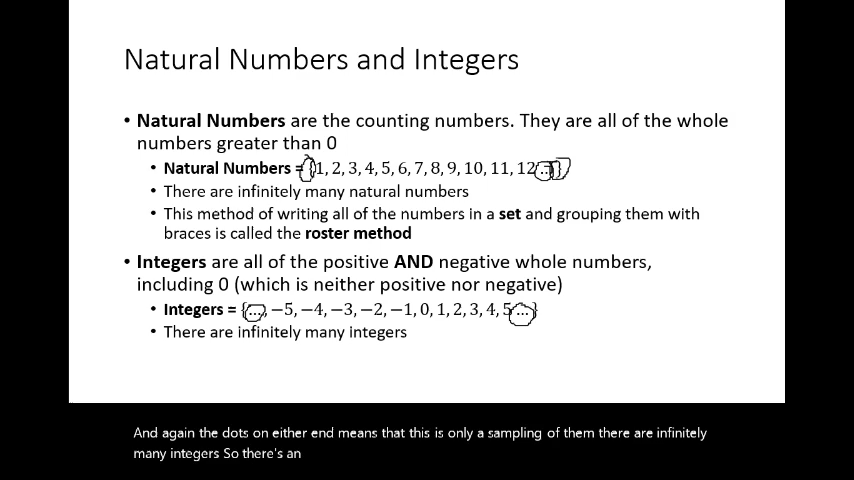 Natural Numbers and Integers
• Natural Numbers are the counting numbers. They are all of the whole
numbers greater than 0
• Natural Numbers = {1, 2, 3, 4, 5, 6, 7, 8, 9, 10, 11, 12 … }
• There are infinitely many natural numbers
• This method of writing all of the numbers in a set and grouping them with
braces is called the roster method
• Integers are all of the positive AND negative whole numbers,
including 0 (which is neither positive nor negative)
• Integers = {…, −5, −4, −3, −2, −1, 0, 1, 2, 3, 4, 5 … }
• There are infinitely many integers
And again the dots on either end means that this is only a sampling of them there are infinitely
many integers So there's an